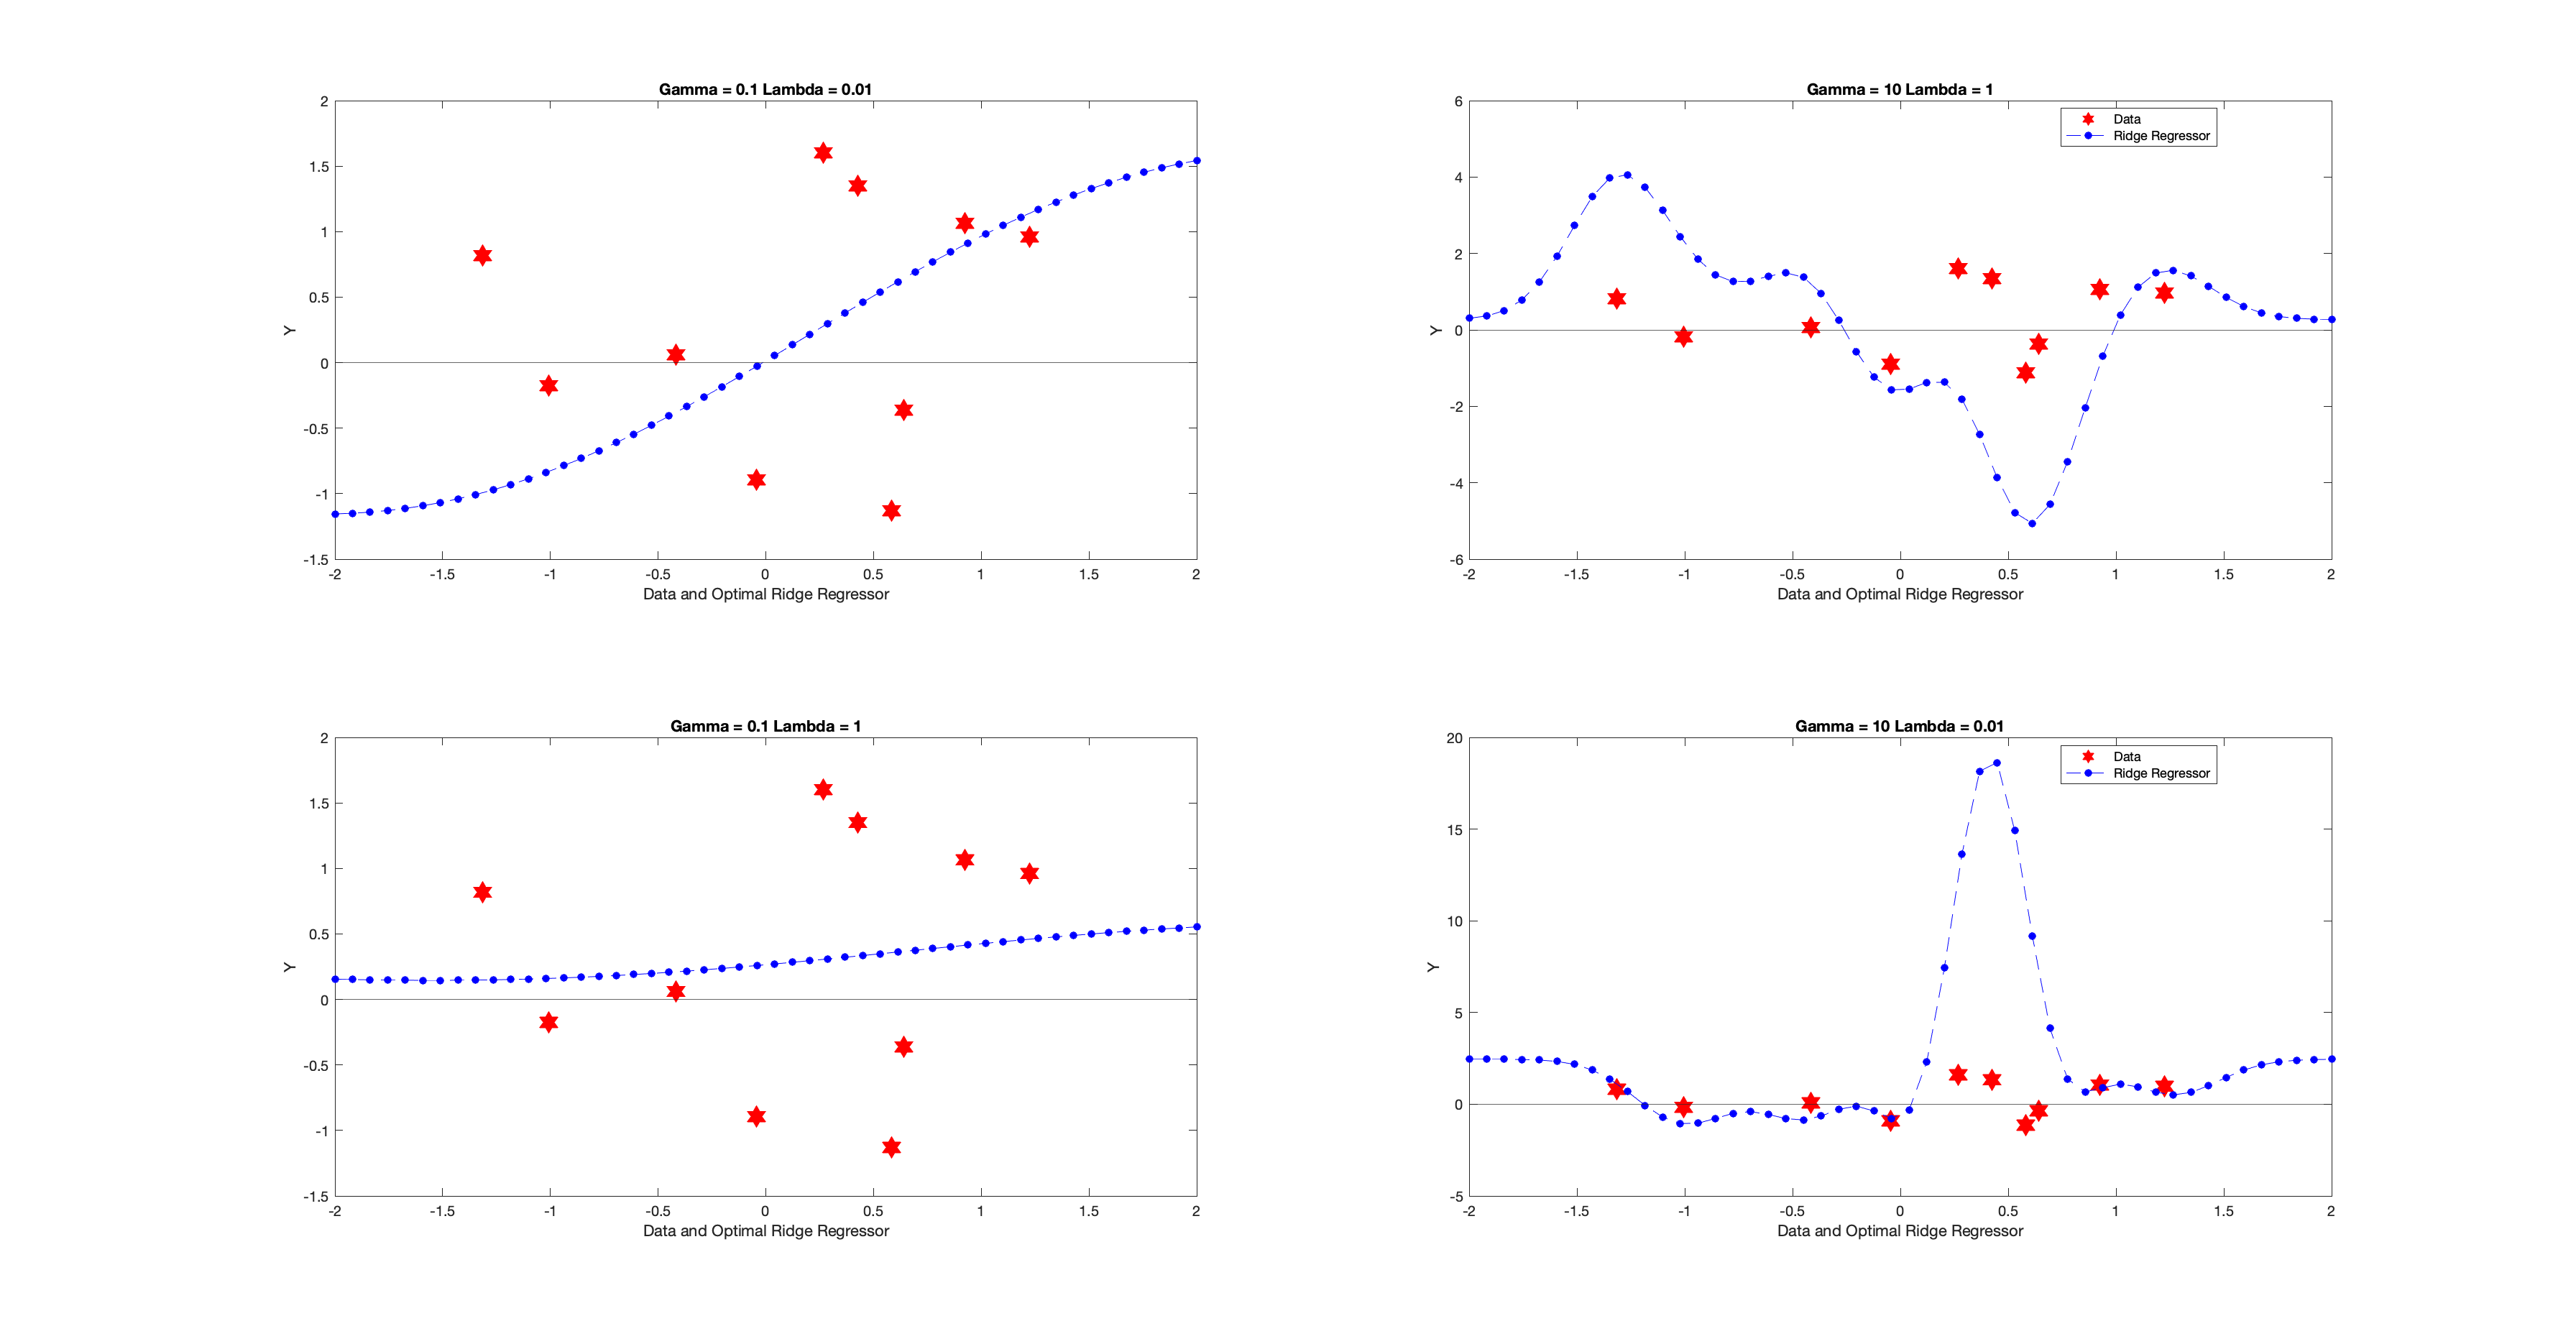 Gamma = 0.1 Lambda = 0.01
2
1.5
1
0.5
0
-0.5
-1
-1.5
Y
-2 -1.5 -1 -0.5 0 0.5 1 1.5 2
Data and Optimal Ridge Regressor
Gamma = 10 Lambda = 1
Data
Ridge Regressor
6
4
2
0
-2
-4
-6
Y
-2 -1.5 -1 -0.5 0 0.5 1 1.5 2
Data and Optimal Ridge Regressor
Gamma = 0.1 Lambda = 1
2
1.5
1
0.5
0
-0.5
-1
-1.5
Y
-2 -1.5 -1 -0.5 0 0.5 1 1.5 2
Data and Optimal Ridge Regressor
Gamma = 10 Lambda = 0.01
Data
Ridge Regressor
20
15
10
5
0
-5
Y
-2 -1.5 -1 -0.5 0 0.5 1 1.5 2
Data and Optimal Ridge Regressor